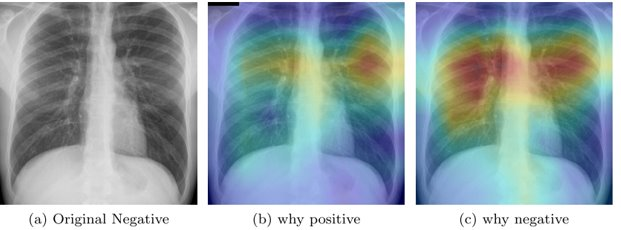 (a) Original Negative
(b) why positive
(c) why negative